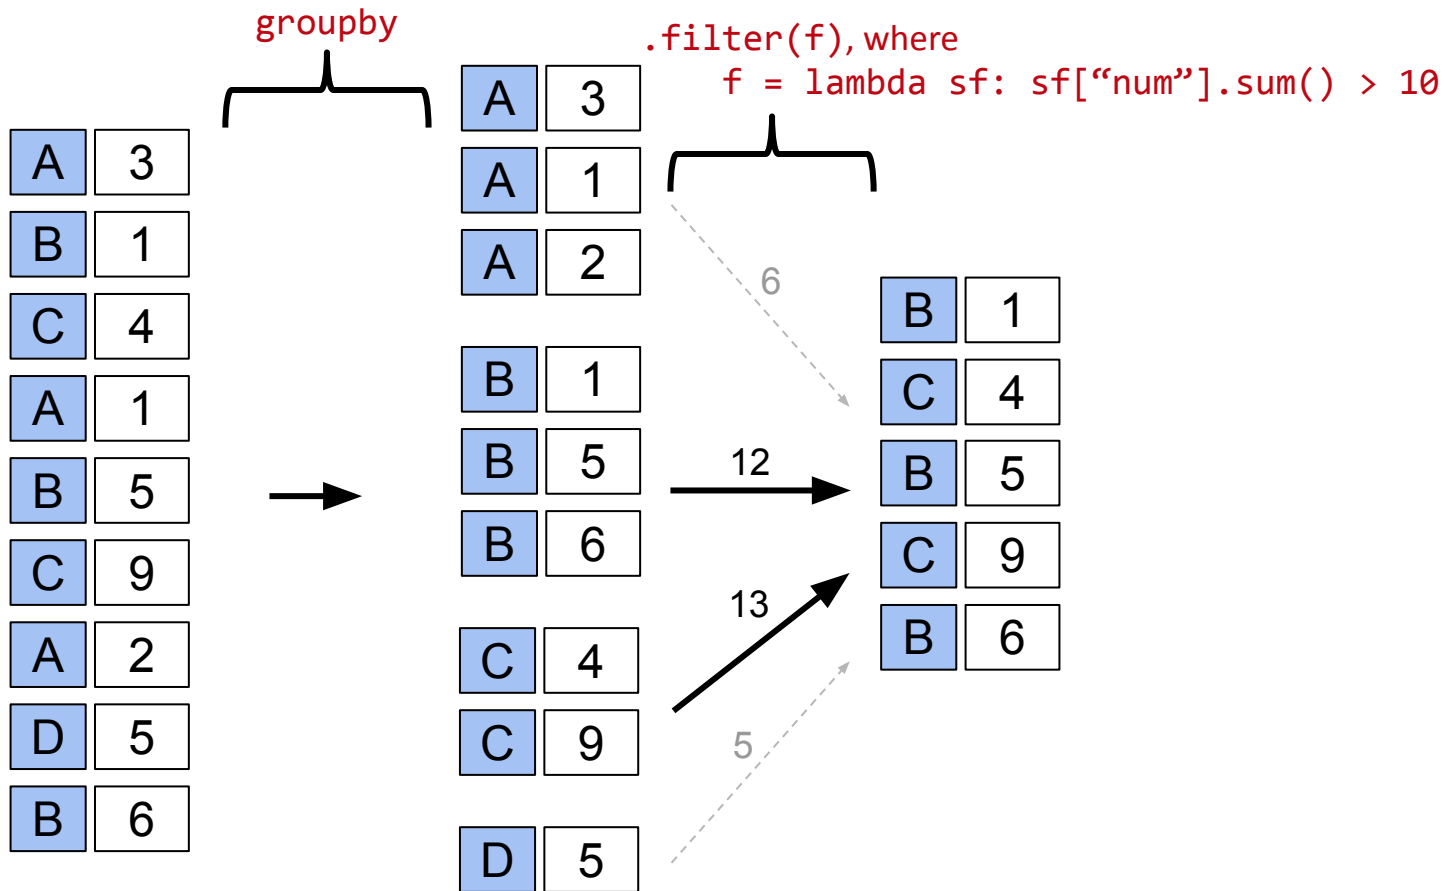 groupby
.filter(f), where
f = lambda sf: sf[“num”].sum() > 10
A 3
B 1
C 4
A 1
B 5
C 9
A 2
D 5
B 6
A 3
A 1
A 2
B 1
B 5
B 6
C 4
C 9
D 5
6
12
13
5
B 1
C 4
B 5
C 9
B 6